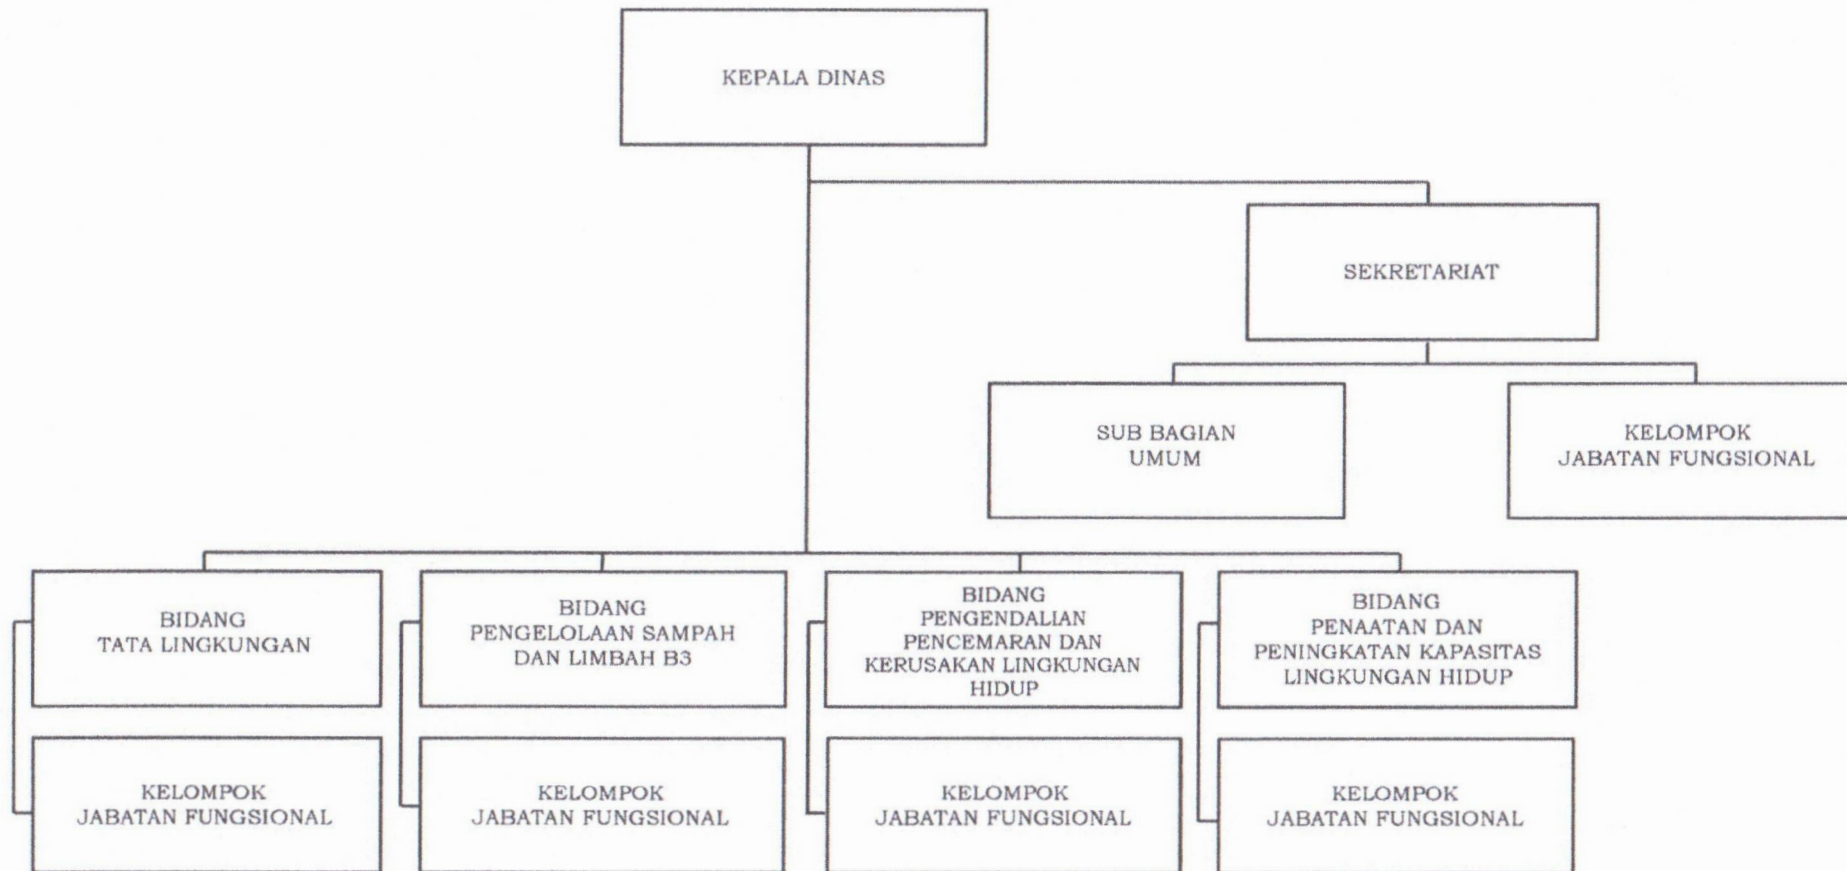 KEPALA DINAS
SEKRETARIAT
SUB BAGIAN
UMUM
KELOMPOK
JABATAN FUNGSIONAL
BIDANG
TATA LINGKUNGAN
BIDANG
PENGELOLAAN SAMPAH
DAN LIMBAH B3
BIDANG
PENGENDALIAN
PENCEMARAN DAN
KERUSAKAN LINGKUNGAN
HIDUP
BIDANG
PENAATAN DAN
PENINGKATAN KAPASITAS
LINGKUNGAN HIDUP
KELOMPOK
JABATAN FUNGSIONAL
KELOMPOK
JABATAN FUNGSIONAL
KELOMPOK
JABATAN FUNGSIONAL
KELOMPOK
JABATAN FUNGSIONAL